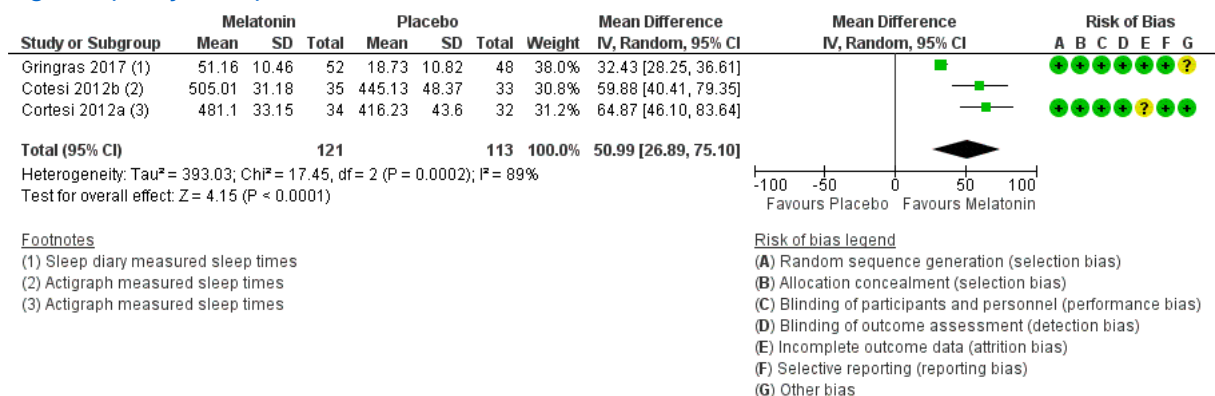 Melatonin Placebo Mean Difference Mean Difference Risk of Bias
Study or Subgroup Mean SD Total Mean SD Total Weight IV, Random, 95% CI IV, Random, 95% CI A B C D E F G
Gringras 2017 (1) 51.16 10.46 52 18.73 10.82 48 38.0% 32.43 [28.25, 36.61] + + + + + + ?
Cotesi 2012b (2) 505.01 31.18 35 445.13 48.37 33 30.8% 59.88 [40.41, 79.35]
Cortesi 2012a (3) 481.1 33.15 34 416.23 43.6 32 31.2% 64.87 [46.10, 83.64] + + + + ? + +
Total (95% CI) 121 113 100.0% 50.99 [26.89, 75.10]
Heterogeneity: Tau² = 393.03; Chi² = 17.45, df = 2 (P = 0.0002); I² = 89%
Test for overall effect: Z = 4.15 (P < 0.0001)
-100 -50 0 50 100
Favours Placebo Favours Melatonin
Footnotes
(1) Sleep diary measured sleep times
(2) Actigraph measured sleep times
(3) Actigraph measured sleep times
Risk of bias legend
(A) Random sequence generation (selection bias)
(B) Allocation concealment (selection bias)
(C) Blinding of participants and personnel (performance bias)
(D) Blinding of outcome assessment (detection bias)
(E) Incomplete outcome data (attrition bias)
(F) Selective reporting (reporting bias)
(G) Other bias